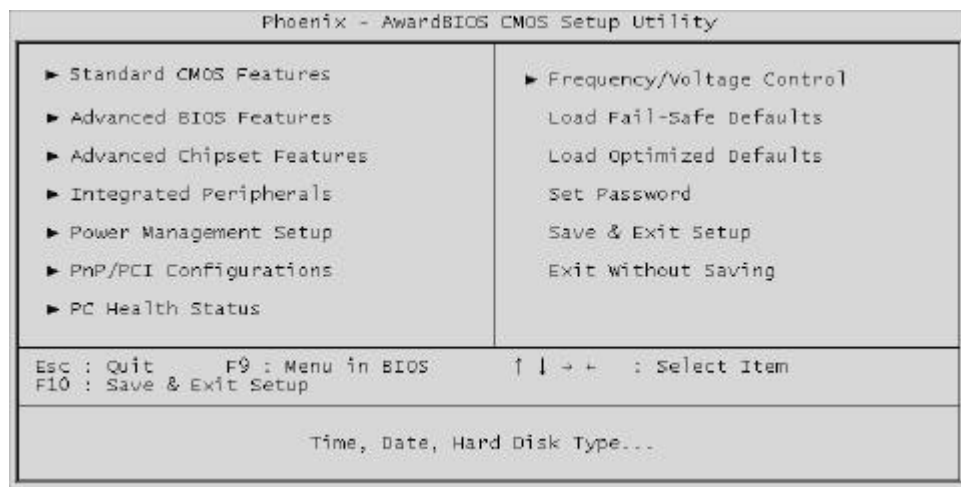 Phoenix - AwardBIOS CMOS Setup Utility
► Standard CMOS Features
► Advanced BIOS Features
► Advanced Chipset Features
► Integrated Peripherals
► Power Management Setup
► PnP/PCI Configurations
► PC Health Status
► Frequency/Voltage Control
Load Fail-Safe Defaults
Load Optimized Defaults
Set Password
Save & Exit Setup
Exit Without Saving
Esc : Quit F9 : Menu in BIOS ↑ ↓ → ← : Select Item
F10 : Save & Exit Setup
Time, Date, Hard Disk Type...